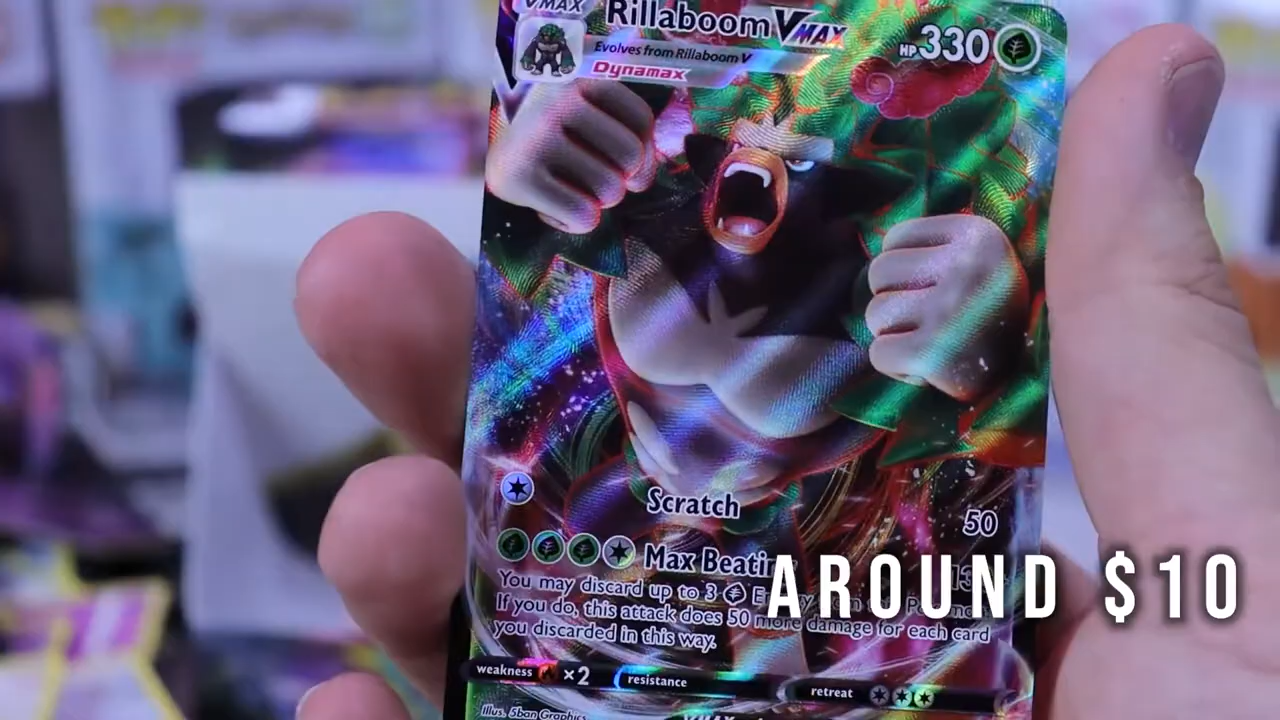 VMAX
Rillaboom VMAX
HP 330
Evolves from Rillaboom V
Dynamax
Scratch 50
Max Beatin
You may discard up to 3
If you do, this attack does 50 more damage for each card
you discarded in this way.
AROUND $10
weakness ×2 resistance retreat
Illus. 5ban Graphics